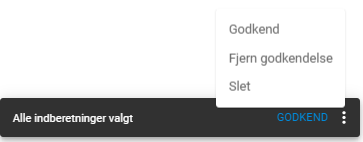 Godkend
Fjern godkendelse
Slet
Alle indberetninger valgt GODKEND